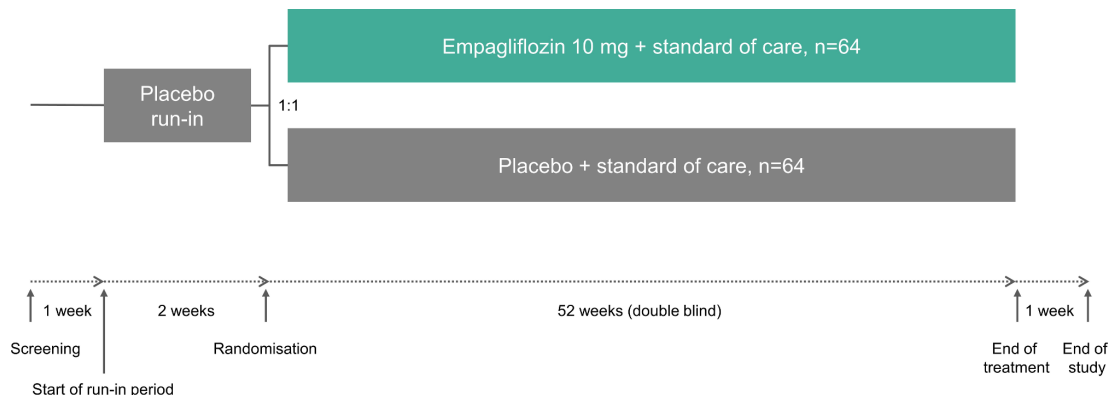 Empagliflozin 10 mg + standard of care, n=64
Placebo
run-in
1:1
Placebo + standard of care, n=64
1 week
2 weeks
52 weeks (double blind)
1 week
Screening
Randomisation
End of
treatment
End of
study
Start of run-in period